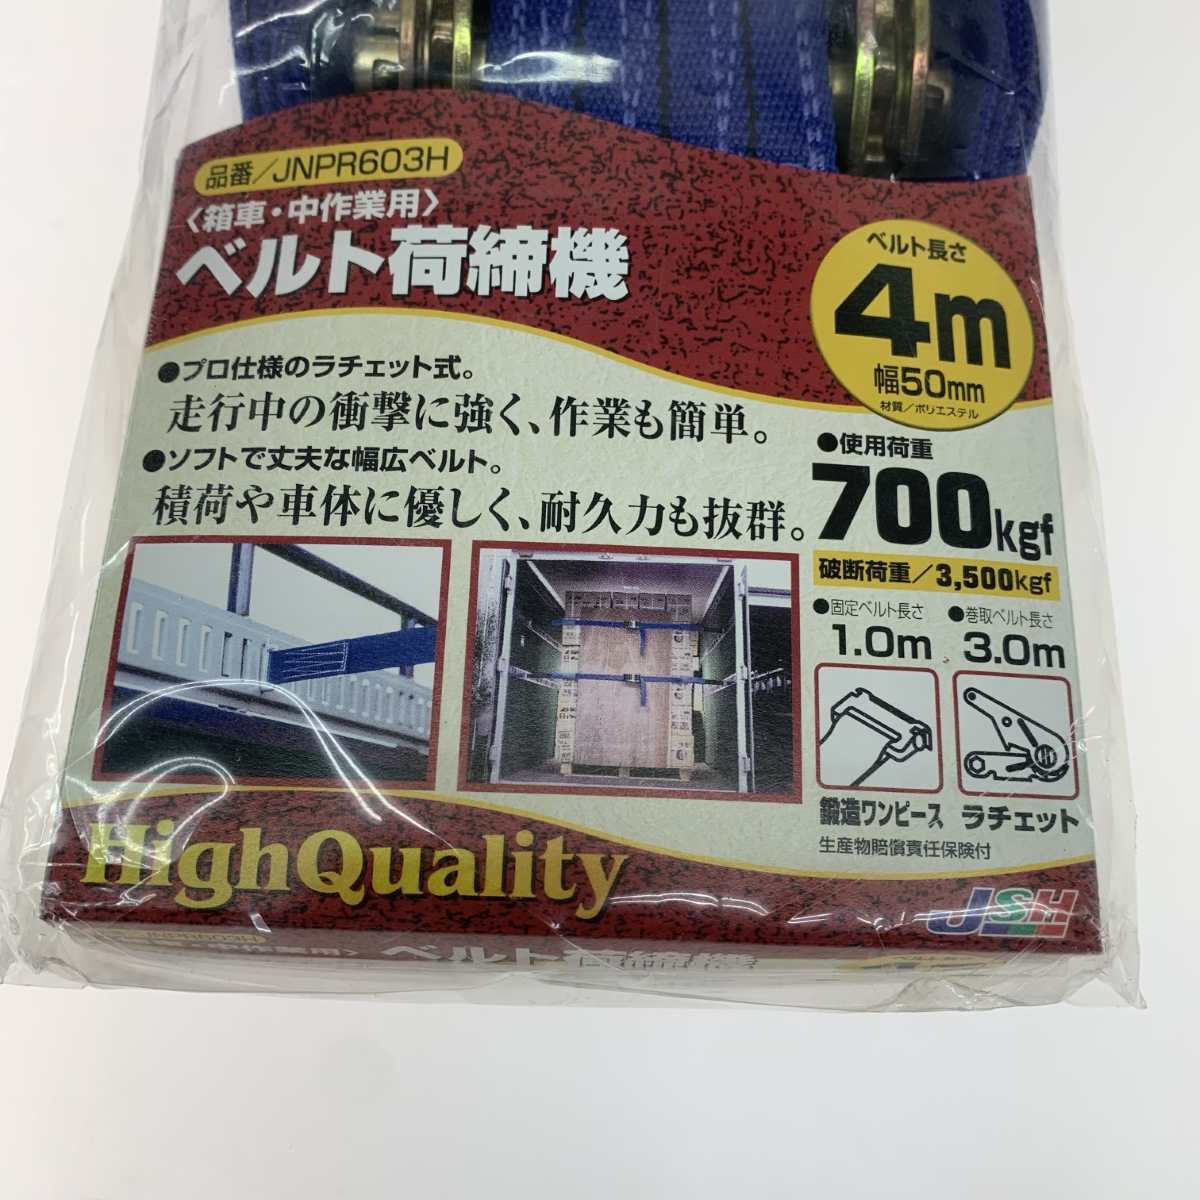 品番/JNPR603H
〈箱車・中作業用〉
ベルト荷締機
ベルト長さ
4m
幅50mm
材質/ポリエステル
●プロ仕様のラチェット式。
走行中の衝撃に強く、作業も簡単。
●ソフトで丈夫な幅広ベルト。
積荷や車体に優しく、耐久力も抜群。
●使用荷重
700kgf
破断荷重/3,500kgf
●固定ベルト長さ
1.0m
●巻取ベルト長さ
3.0m
鍛造ワンピース
ラチェット
生産物賠償責任保険付
HighQuality
JSH
ベルト荷締機